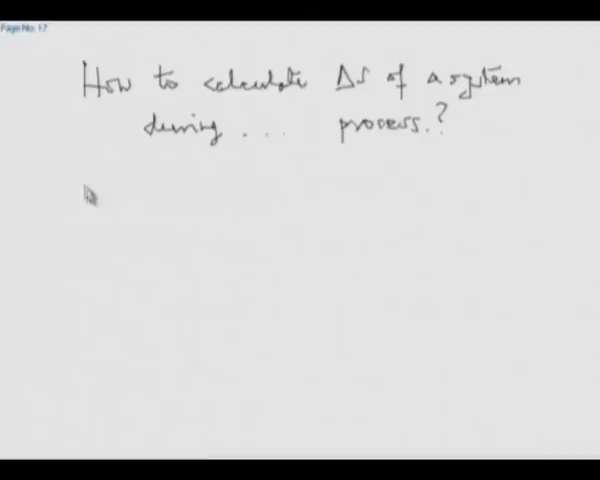 Page No: 17
How to calculate ΔS of a system
during ... process.?